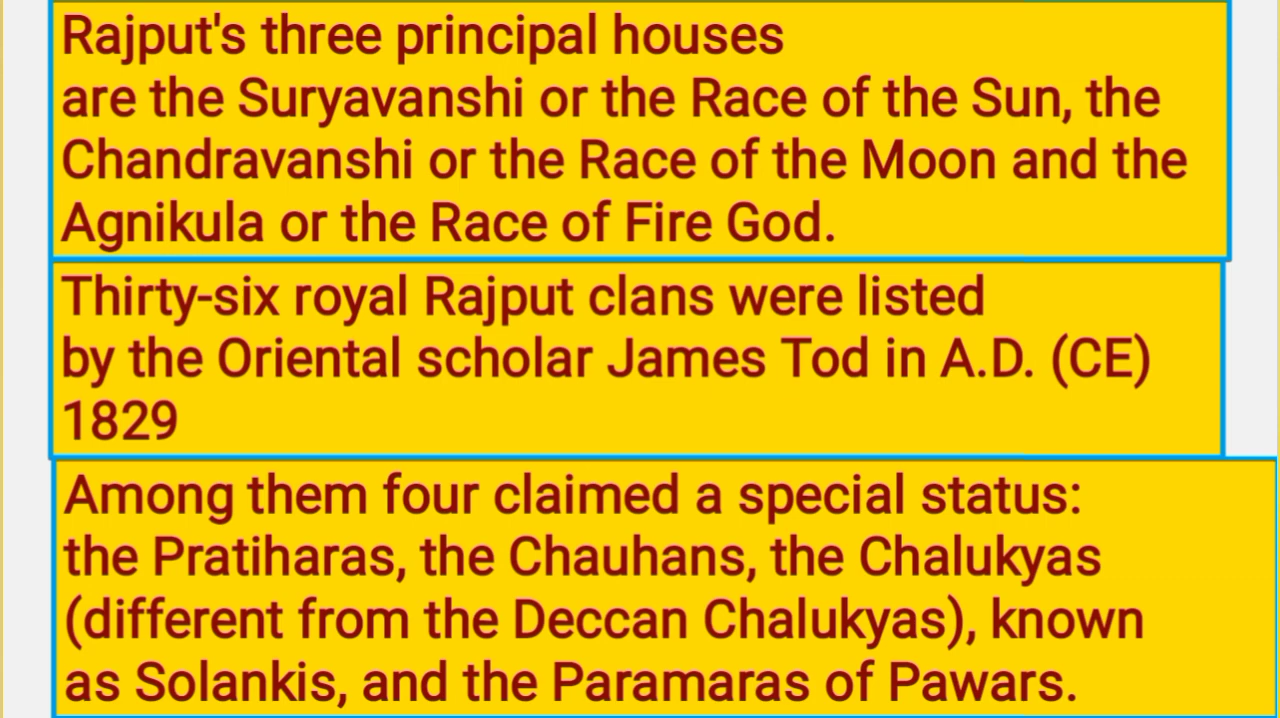 Rajput's three principal houses
are the Suryavanshi or the Race of the Sun, the
Chandravanshi or the Race of the Moon and the
Agnikula or the Race of Fire God.
Thirty-six royal Rajput clans were listed
by the Oriental scholar James Tod in A.D. (CE)
1829
Among them four claimed a special status:
the Pratiharas, the Chauhans, the Chalukyas
(different from the Deccan Chalukyas), known
as Solankis, and the Paramaras of Pawars.